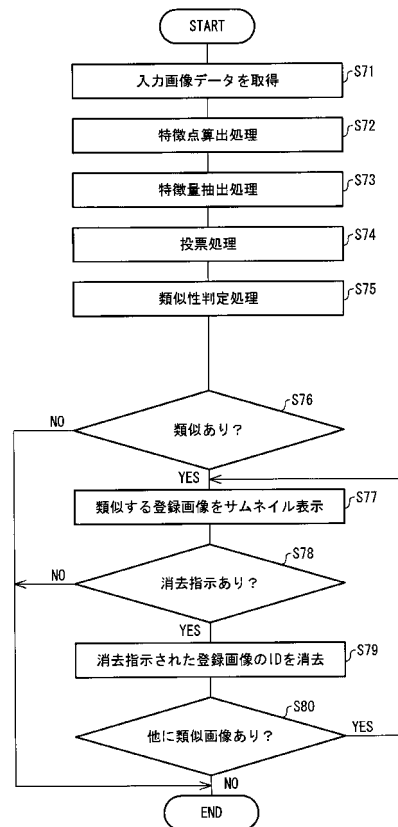 START
入力画像データを取得
S71
特徴点算出処理
S72
特徴量抽出処理
S73
投票処理
S74
類似性判定処理
S75
類似あり？
S76
NO
YES
類似する登録画像をサムネイル表示
S77
消去指示あり？
S78
NO
YES
消去指示された登録画像のIDを消去
S79
他に類似画像あり？
S80
YES
NO
END